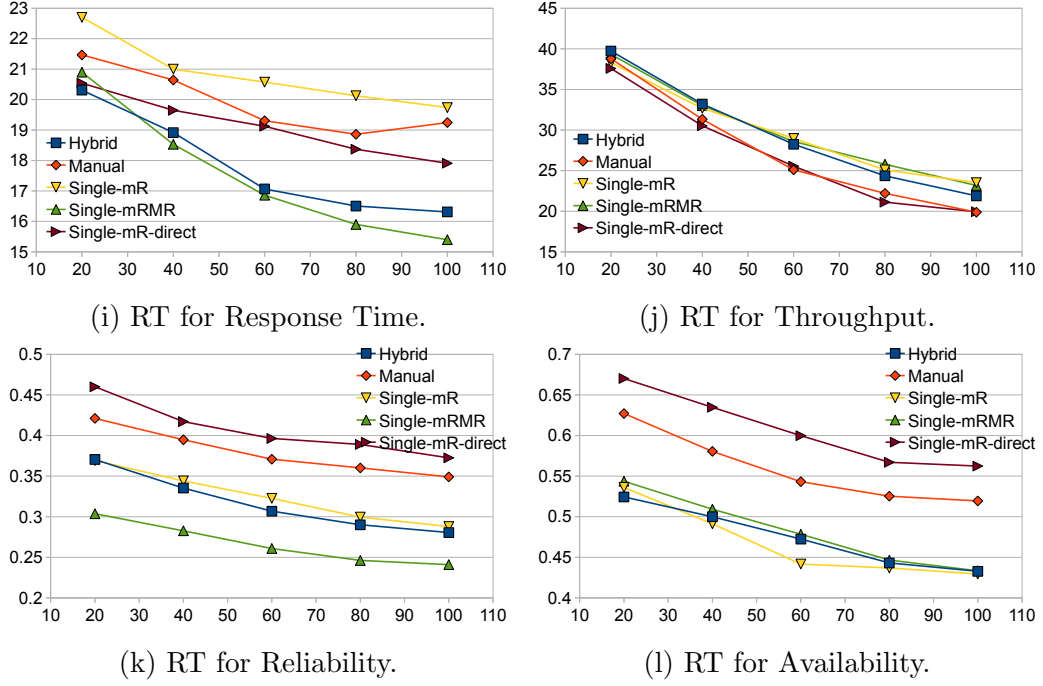 23
22
21
20
19
18
17
16
15
10 20 30 40 50 60 70 80 90 100 110
Hybrid
Manual
Single-mR
Single-mRMR
Single-mR-direct
(i) RT for Response Time.
45
40
35
30
25
20
15
10 20 30 40 50 60 70 80 90 100 110
Hybrid
Manual
Single-mR
Single-mRMR
Single-mR-direct
(j) RT for Throughput.
0.5
0.45
0.4
0.35
0.3
0.25
0.2
10 20 30 40 50 60 70 80 90 100 110
Hybrid
Manual
Single-mR
Single-mRMR
Single-mR-direct
(k) RT for Reliability.
0.7
0.65
0.6
0.55
0.5
0.45
0.4
10 20 30 40 50 60 70 80 90 100 110
Hybrid
Manual
Single-mR
Single-mRMR
Single-mR-direct
(l) RT for Availability.